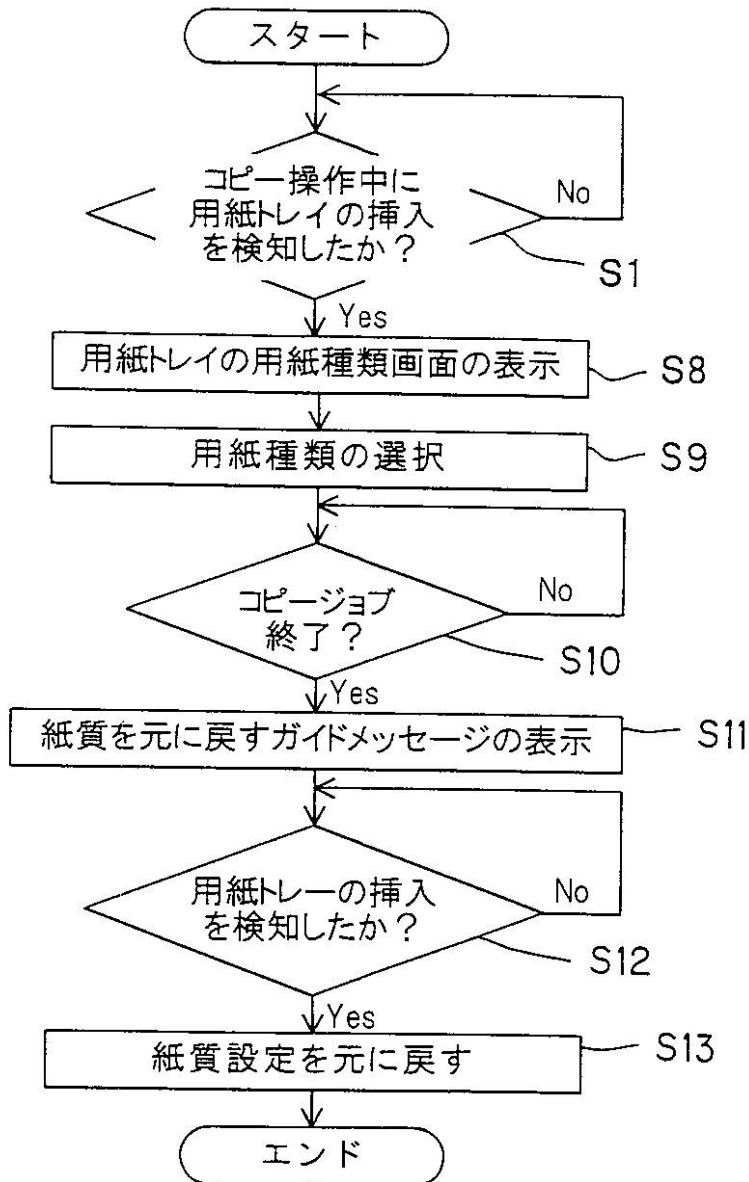 スタート
コピー操作中に
用紙トレイの挿入
を検知したか？
No
S1
Yes
用紙トレイの用紙種類画面の表示
S8
用紙種類の選択
S9
コピージョブ
終了？
No
S10
Yes
紙質を元に戻すガイドメッセージの表示
S11
用紙トレーの挿入
を検知したか？
No
S12
Yes
紙質設定を元に戻す
S13
エンド